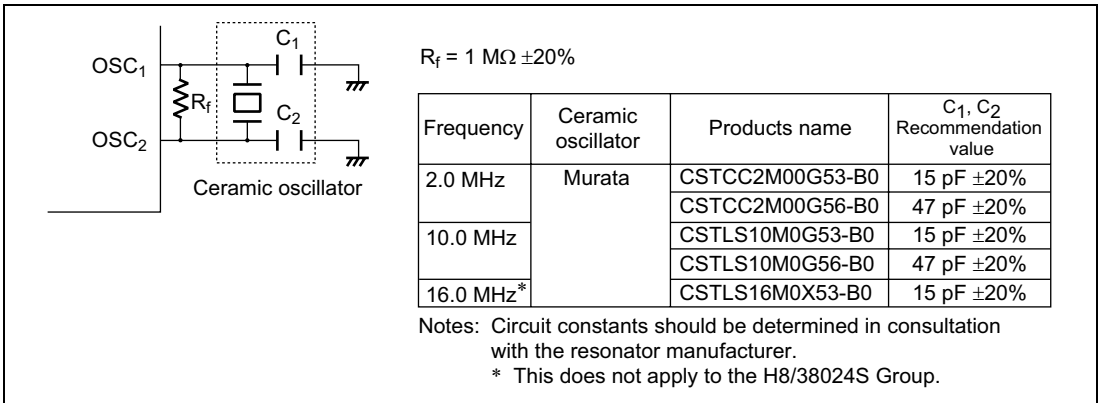 OSC1
OSC2
Rf
C1
C2
Ceramic oscillator
Rf = 1 MΩ ±20%
Frequency Ceramic oscillator Products name C1, C2 Recommendation value
2.0 MHz Murata CSTCC2M00G53-B0 15 pF ±20%
CSTCC2M00G56-B0 47 pF ±20%
10.0 MHz CSTLS10M0G53-B0 15 pF ±20%
CSTLS10M0G56-B0 47 pF ±20%
16.0 MHz* CSTLS16M0X53-B0 15 pF ±20%
Notes: Circuit constants should be determined in consultation
with the resonator manufacturer.
* This does not apply to the H8/38024S Group.